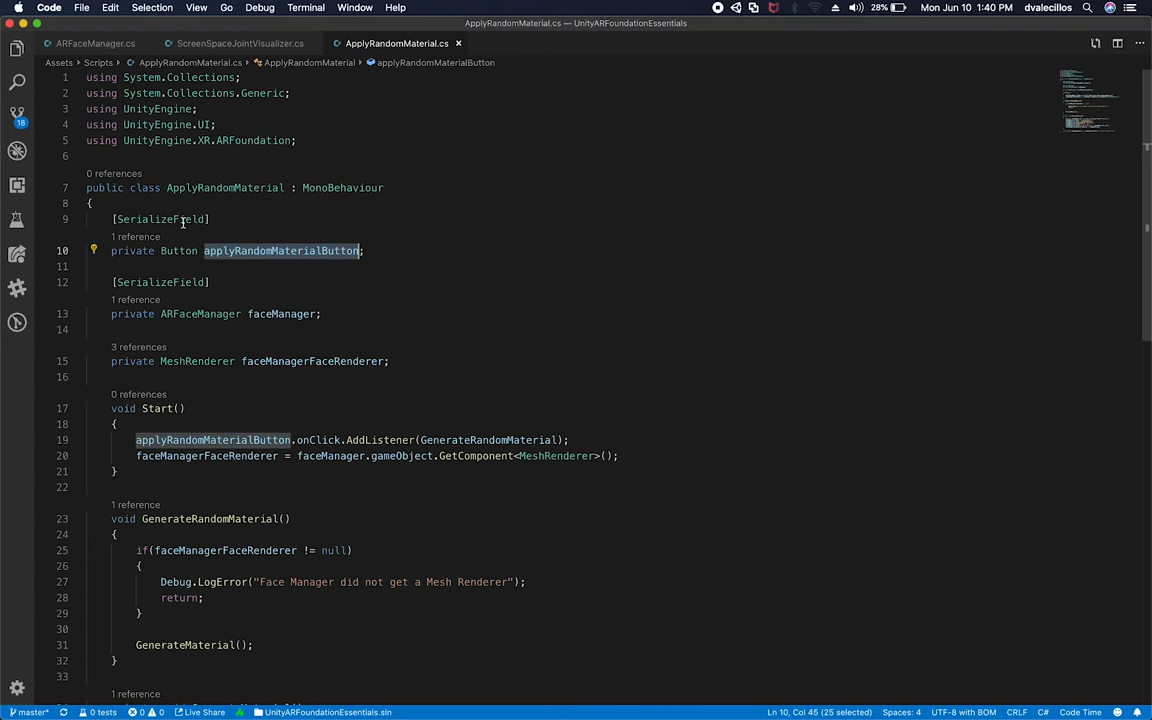 Code File Edit Selection View Go Debug Terminal Window Help 28% Mon Jun 10 1:40 PM dvalecillos
ApplyRandomMaterial.cs — UnityARFoundationEssentials
ARFaceManager.cs ScreenSpaceJointVisualizer.cs ApplyRandomMaterial.cs
Assets > Scripts > ApplyRandomMaterial.cs > ApplyRandomMaterial > applyRandomMaterialButton
1 using System.Collections;
2 using System.Collections.Generic;
3 using UnityEngine;
4 using UnityEngine.UI;
18
5 using UnityEngine.XR.ARFoundation;
6
0 references
7 public class ApplyRandomMaterial : MonoBehaviour
8 {
9 [SerializeField]
1 reference
10 private Button applyRandomMaterialButton;
11
12 [SerializeField]
1 reference
13 private ARFaceManager faceManager;
14
3 references
15 private MeshRenderer faceManagerFaceRenderer;
16
0 references
17 void Start()
18 {
19 applyRandomMaterialButton.onClick.AddListener(GenerateRandomMaterial);
20 faceManagerFaceRenderer = faceManager.gameObject.GetComponent<MeshRenderer>();
21 }
22
1 reference
23 void GenerateRandomMaterial()
24 {
25 if(faceManagerFaceRenderer != null)
26 {
27 Debug.LogError("Face Manager did not get a Mesh Renderer");
28 return;
29 }
30
31 GenerateMaterial();
32 }
33
1 reference
master* 0 tests 0 0 Live Share UnityARFoundationEssentials.sln Ln 10, Col 45 (25 selected) Spaces: 4 UTF-8 with BOM CRLF C# Code Time